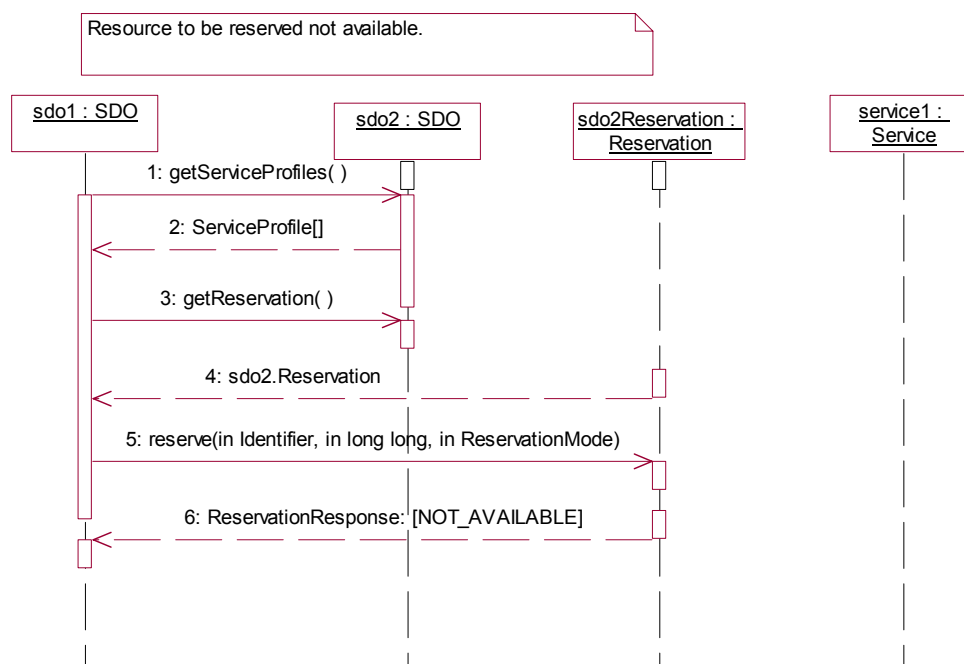 Resource to be reserved not available.
sdo1 : SDO
sdo2 : SDO
sdo2Reservation :
Reservation
service1 :
Service
1: getServiceProfiles( )
2: ServiceProfile[]
3: getReservation( )
4: sdo2.Reservation
5: reserve(in Identifier, in long long, in ReservationMode)
6: ReservationResponse: [NOT_AVAILABLE]